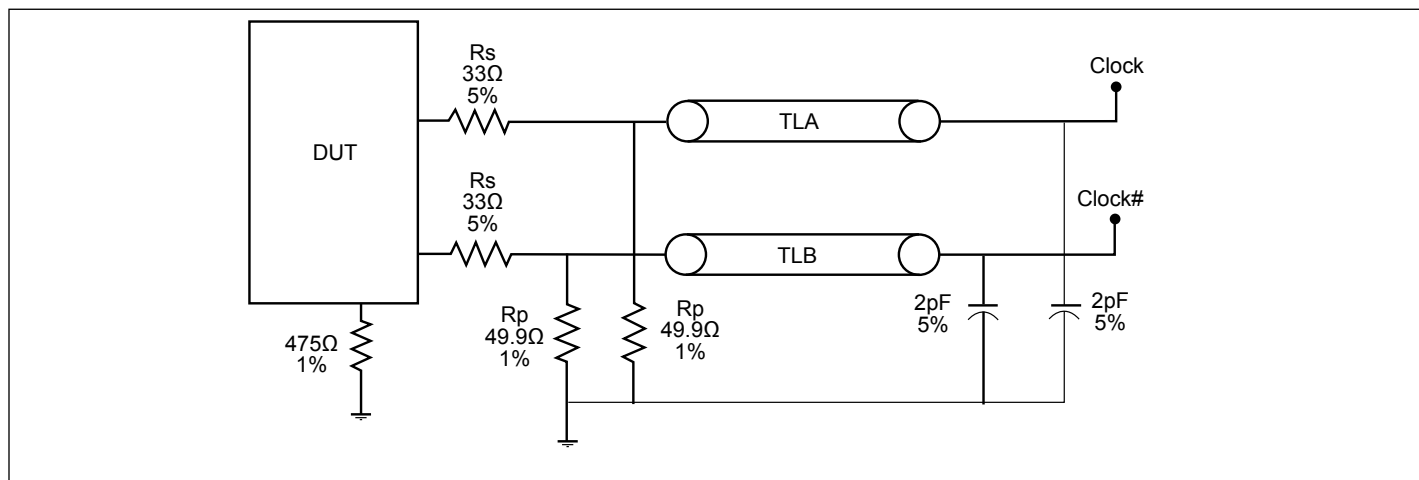 Rs
33Ω
5%
Clock
TLA
DUT
Rs
33Ω
5%
Clock#
TLB
475Ω
1%
Rp
49.9Ω
1%
Rp
49.9Ω
1%
2pF
5%
2pF
5%